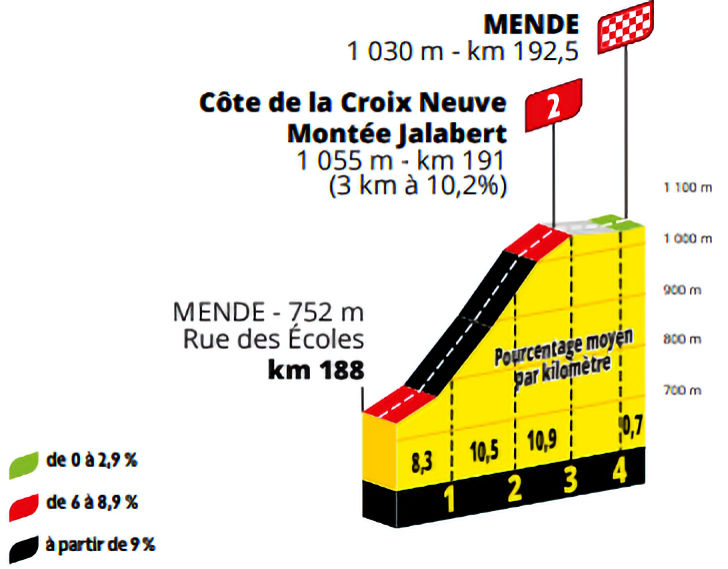 MENDE
1 030 m - km 192,5
Côte de la Croix Neuve
Montée Jalabert
1 055 m - km 191
(3 km à 10,2%)
2
1 100 m
1 000 m
900 m
800 m
700 m
MENDE - 752 m
Rue des Écoles
km 188
Pourcentage moyen
par kilomètre
8,3
10,5
10,9
0,7
1
2
3
4
de 0 à 2,9 %
de 6 à 8,9 %
à partir de 9 %